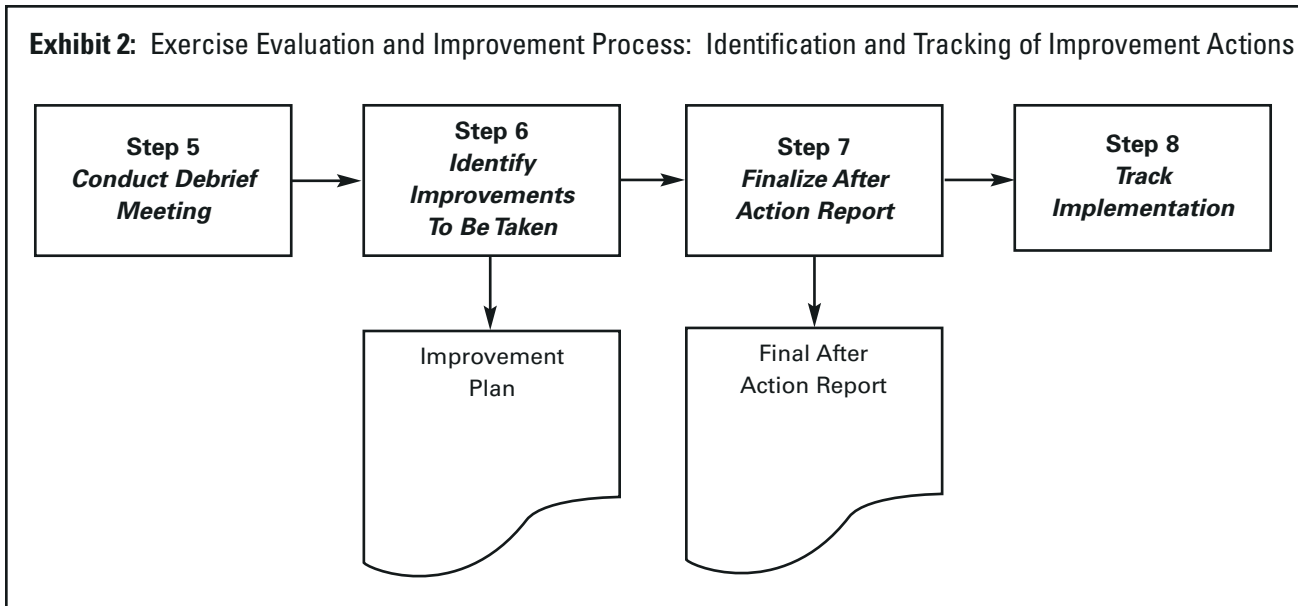 Exhibit 2: Exercise Evaluation and Improvement Process: Identification and Tracking of Improvement Actions
Step 5
Conduct Debrief
Meeting
Step 6
Identify
Improvements
To Be Taken
Step 7
Finalize After
Action Report
Step 8
Track
Implementation
Improvement
Plan
Final After
Action Report